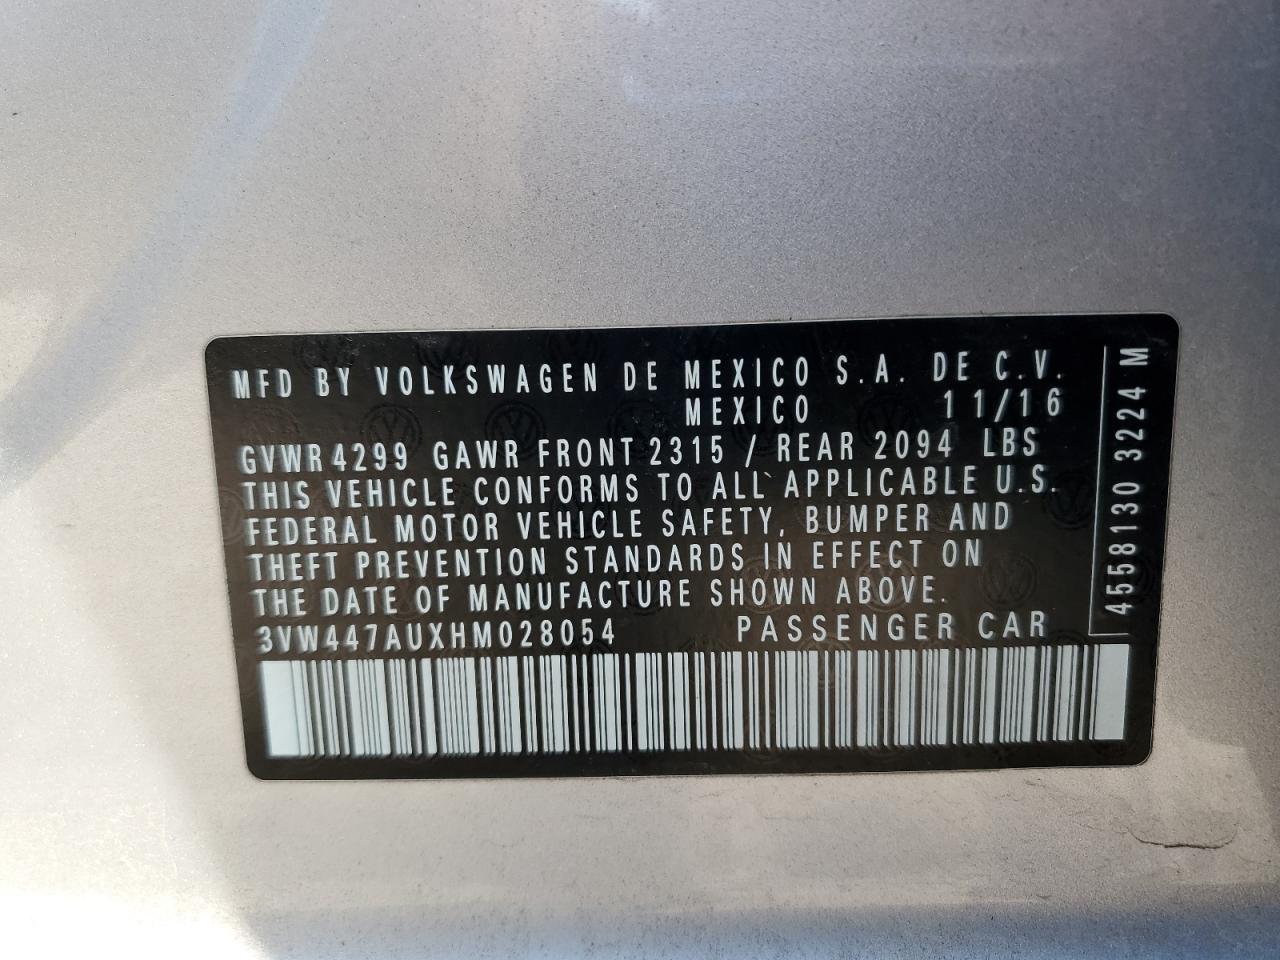 MFD BY VOLKSWAGEN DE MEXICO S.A. DE C.V.
MEXICO 11/16
GVWR 4299 GAWR FRONT 2315 / REAR 2094 LBS
THIS VEHICLE CONFORMS TO ALL APPLICABLE U.S.
FEDERAL MOTOR VEHICLE SAFETY, BUMPER AND
THEFT PREVENTION STANDARDS IN EFFECT ON
THE DATE OF MANUFACTURE SHOWN ABOVE.
3VW447AUXHM028054 PASSENGER CAR
4558130 3224 M